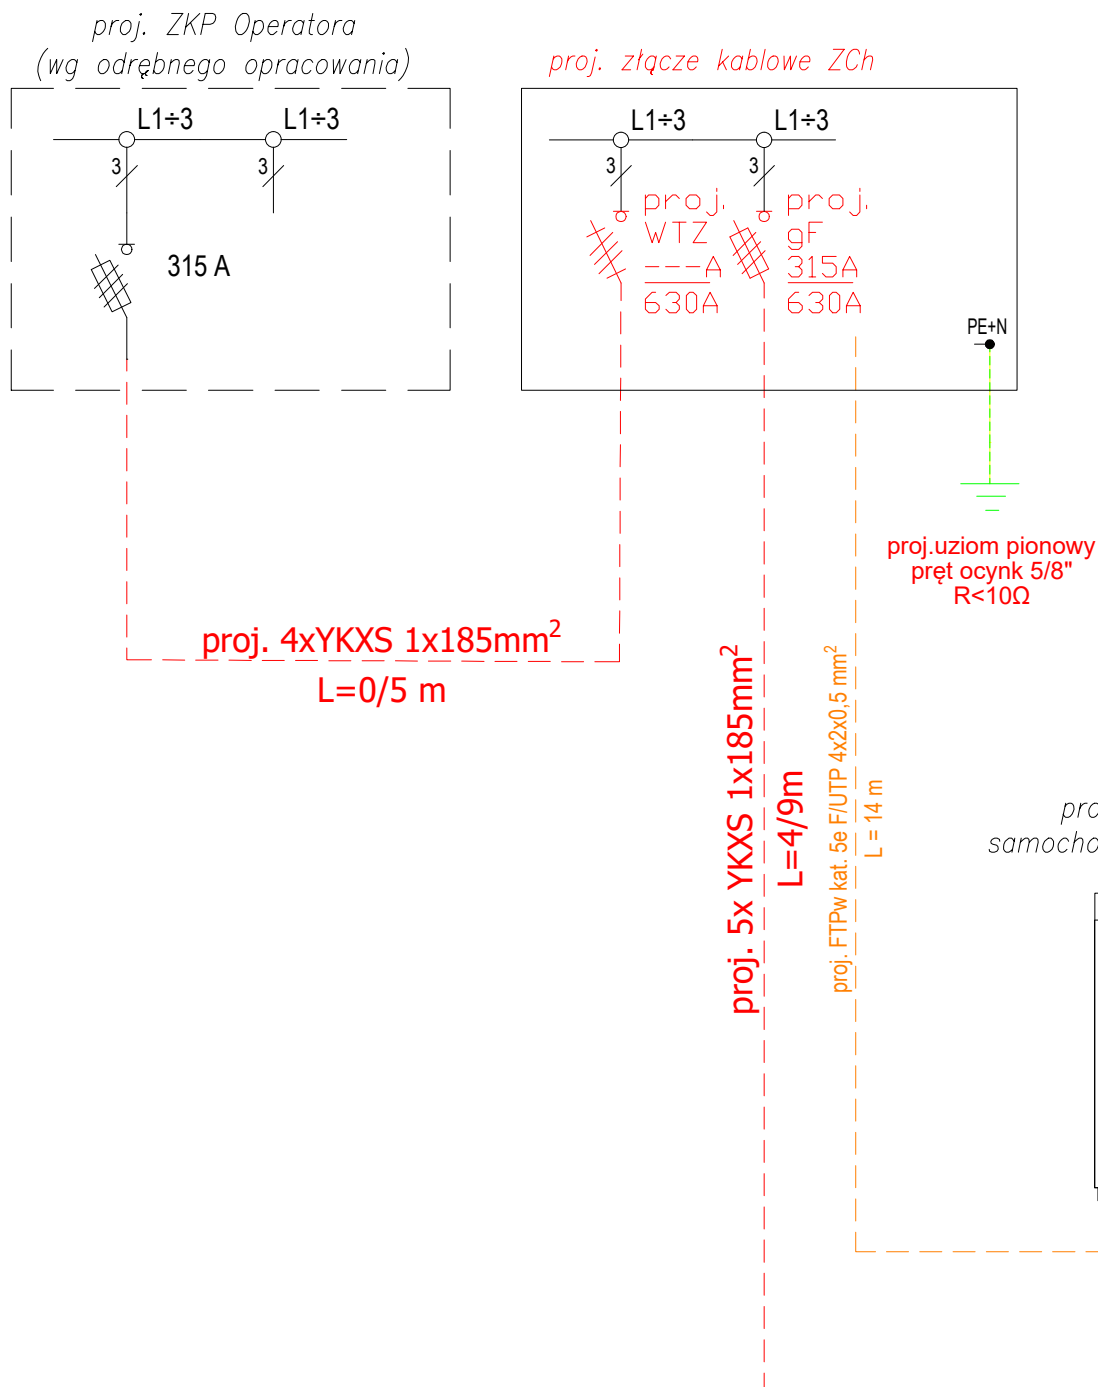 proj. ZKP Operatora
(wg odrębnego opracowania)
L1÷3
L1÷3
3
3
315 A
proj. złącze kablowe ZCh
L1÷3
L1÷3
3
3
proj.
WTZ
---A
630A
proj.
gF
315A
630A
PE+N
proj.uziom pionowy
pręt ocynk 5/8"
R<10Ω
proj. 4xYKXS 1x185mm²
L=0/5 m
proj. 5x YKXS 1x185mm²
L=4/9m
proj. FTPw kat. 5e F/UTP 4x2x0,5 mm²
L = 14 m
pro
samocho